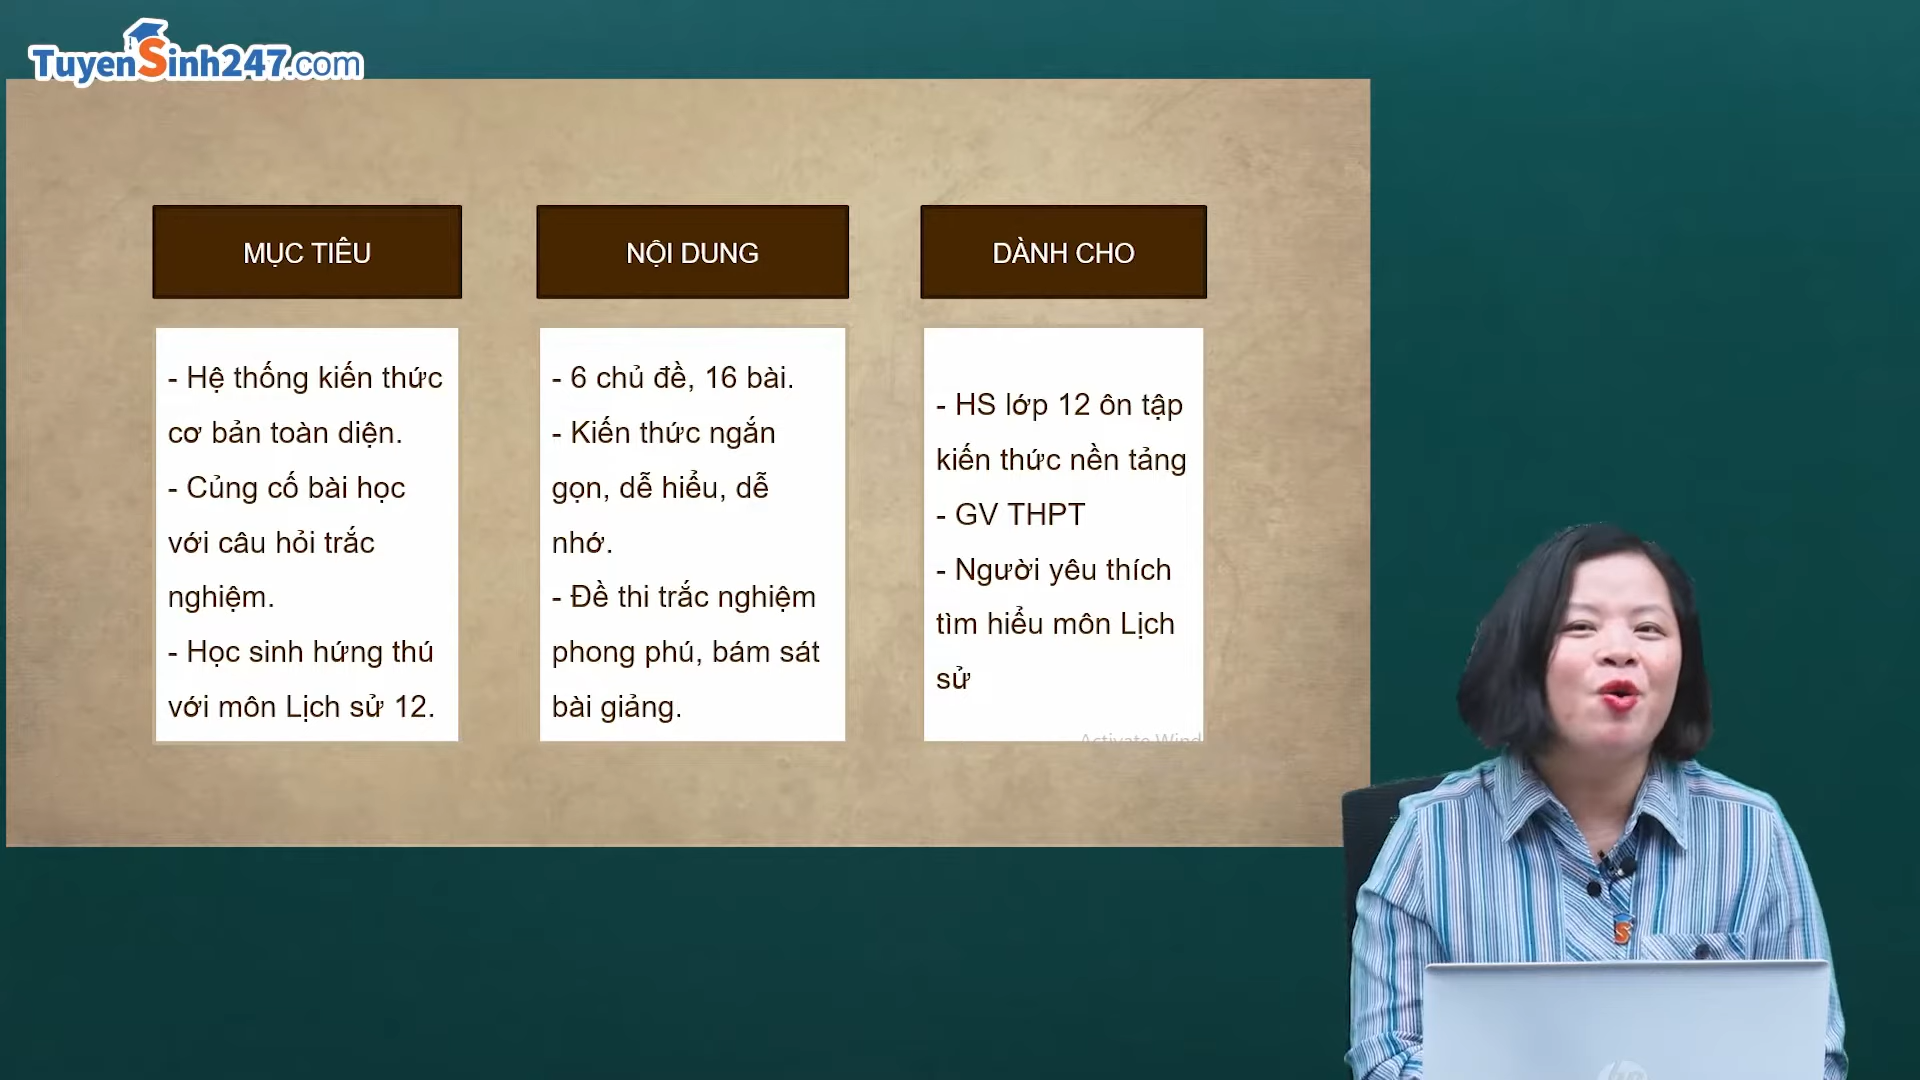 TuyenSinh247.com
MỤC TIÊU
- Hệ thống kiến thức
cơ bản toàn diện.
- Củng cố bài học
với câu hỏi trắc
nghiệm.
- Học sinh hứng thú
với môn Lịch sử 12.
NỘI DUNG
- 6 chủ đề, 16 bài.
- Kiến thức ngắn
gọn, dễ hiểu, dễ
nhớ.
- Đề thi trắc nghiệm
phong phú, bám sát
bài giảng.
DÀNH CHO
- HS lớp 12 ôn tập
kiến thức nền tảng
- GV THPT
- Người yêu thích
tìm hiểu môn Lịch
sử
Activate Wind
S
hp